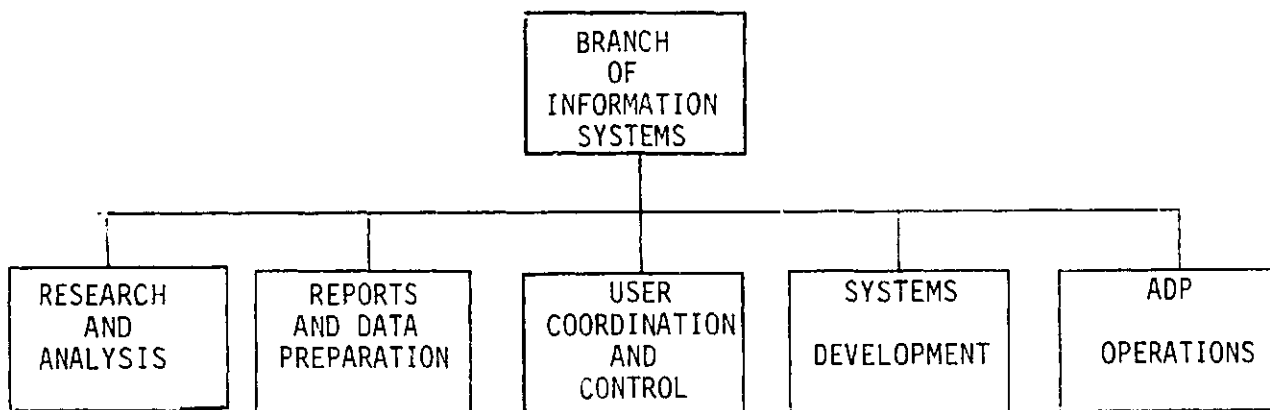 BRANCH
OF
INFORMATION
SYSTEMS
RESEARCH
AND
ANALYSIS
REPORTS
AND DATA
PREPARATION
USER
COORDINATION
AND
CONTROL
SYSTEMS
DEVELOPMENT
ADP
OPERATIONS